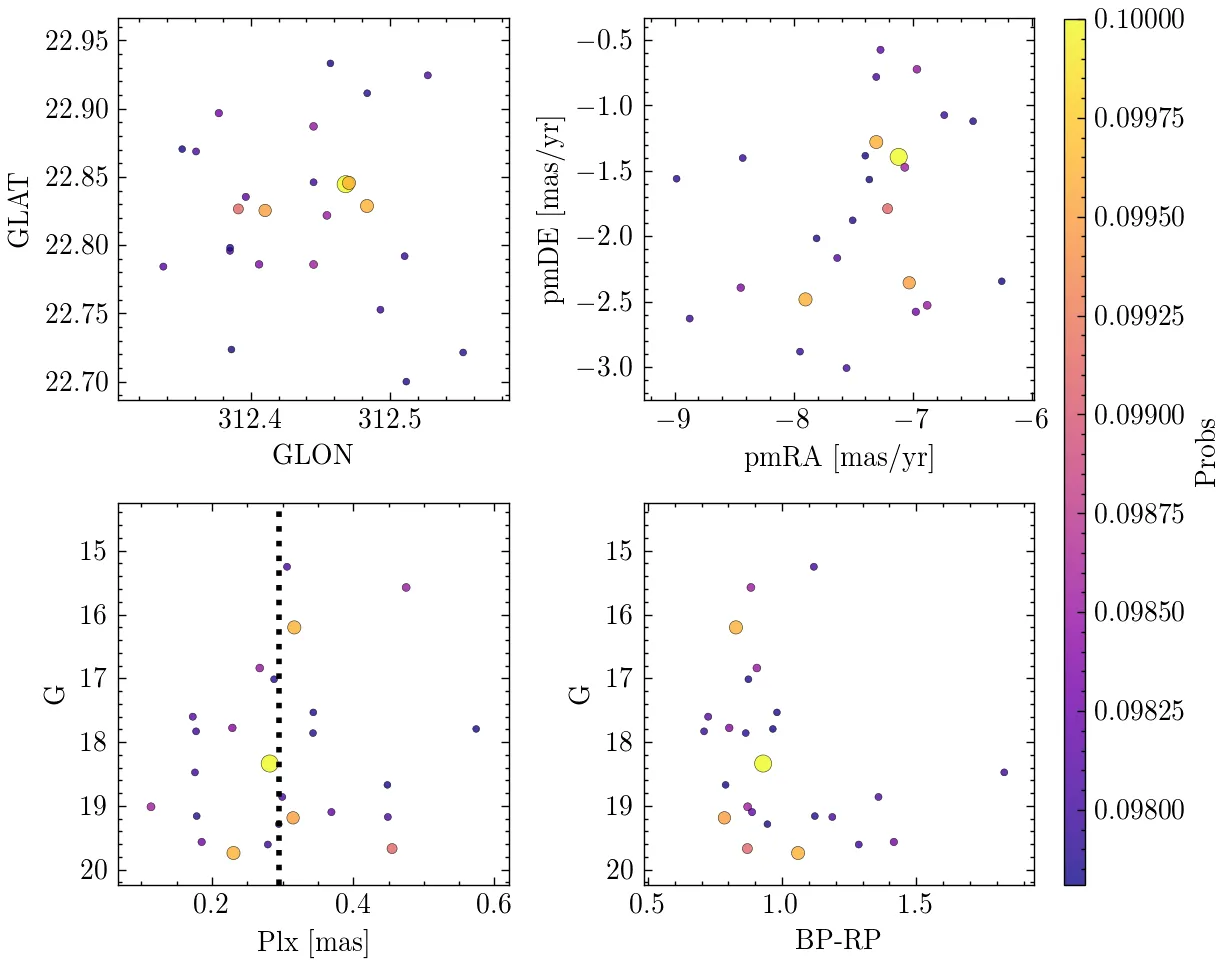 22.95
22.90
22.85
22.80
22.75
22.70
GLAT
312.4 312.5
GLON
−0.5
−1.0
−1.5
−2.0
−2.5
−3.0
pmDE [mas/yr]
−9 −8 −7 −6
pmRA [mas/yr]
0.10000
0.09975
0.09950
0.09925
0.09900
0.09875
0.09850
0.09825
0.09800
Probs
15
16
17
18
19
20
G
0.2 0.4 0.6
Plx [mas]
15
16
17
18
19
20
G
0.5 1.0 1.5
BP-RP